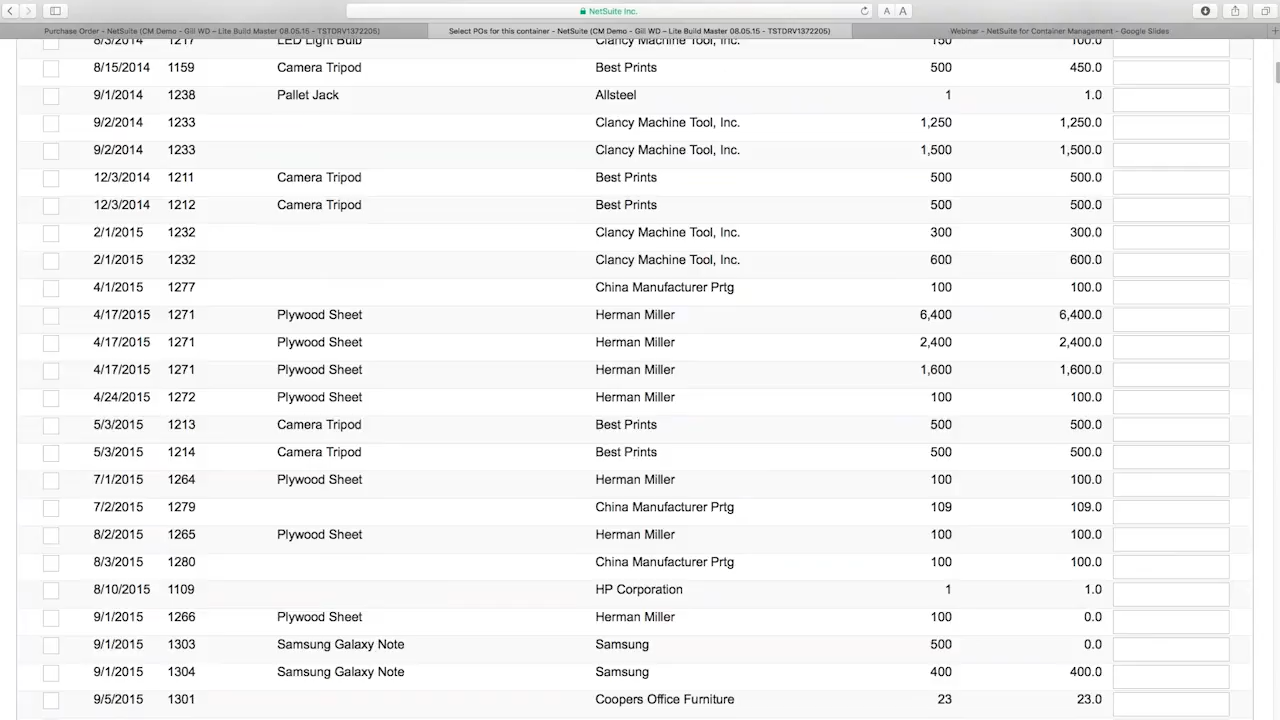 NetSuite Inc.
A A
Purchase Order - NetSuite (CM Demo - Gill WD – Lite Build Master 08.05.15 - TSTDRV1372205)
Select POs for this container - NetSuite (CM Demo - Gill WD – Lite Build Master 08.05.15 - TSTDRV1372205)
Webinar - NetSuite for Container Management - Google Slides
8/3/2014 1217 LED Light Bulb Clancy Machine Tool, Inc. 150 100.0
8/15/2014 1159 Camera Tripod Best Prints 500 450.0
9/1/2014 1238 Pallet Jack Allsteel 1 1.0
9/2/2014 1233 Clancy Machine Tool, Inc. 1,250 1,250.0
9/2/2014 1233 Clancy Machine Tool, Inc. 1,500 1,500.0
12/3/2014 1211 Camera Tripod Best Prints 500 500.0
12/3/2014 1212 Camera Tripod Best Prints 500 500.0
2/1/2015 1232 Clancy Machine Tool, Inc. 300 300.0
2/1/2015 1232 Clancy Machine Tool, Inc. 600 600.0
4/1/2015 1277 China Manufacturer Prtg 100 100.0
4/17/2015 1271 Plywood Sheet Herman Miller 6,400 6,400.0
4/17/2015 1271 Plywood Sheet Herman Miller 2,400 2,400.0
4/17/2015 1271 Plywood Sheet Herman Miller 1,600 1,600.0
4/24/2015 1272 Plywood Sheet Herman Miller 100 100.0
5/3/2015 1213 Camera Tripod Best Prints 500 500.0
5/3/2015 1214 Camera Tripod Best Prints 500 500.0
7/1/2015 1264 Plywood Sheet Herman Miller 100 100.0
7/2/2015 1279 China Manufacturer Prtg 109 109.0
8/2/2015 1265 Plywood Sheet Herman Miller 100 100.0
8/3/2015 1280 China Manufacturer Prtg 100 100.0
8/10/2015 1109 HP Corporation 1 1.0
9/1/2015 1266 Plywood Sheet Herman Miller 100 0.0
9/1/2015 1303 Samsung Galaxy Note Samsung 500 0.0
9/1/2015 1304 Samsung Galaxy Note Samsung 400 400.0
9/5/2015 1301 Coopers Office Furniture 23 23.0